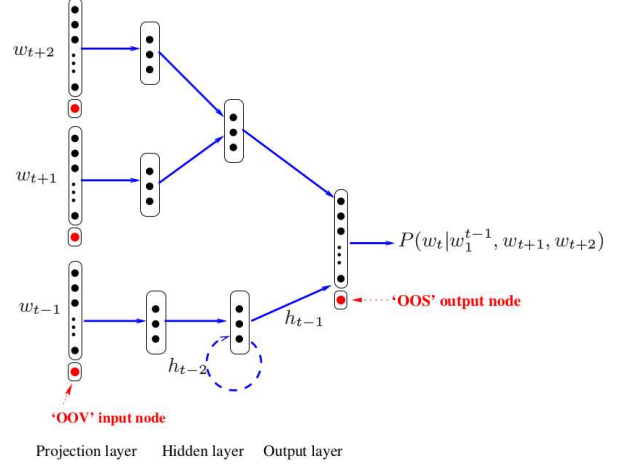 w_{t+2}
w_{t+1}
P(w_t|w_1^{t-1}, w_{t+1}, w_{t+2})
w_{t-1}
'OOS' output node
h_{t-1}
h_{t-2}
'OOV' input node
Projection layer Hidden layer Output layer